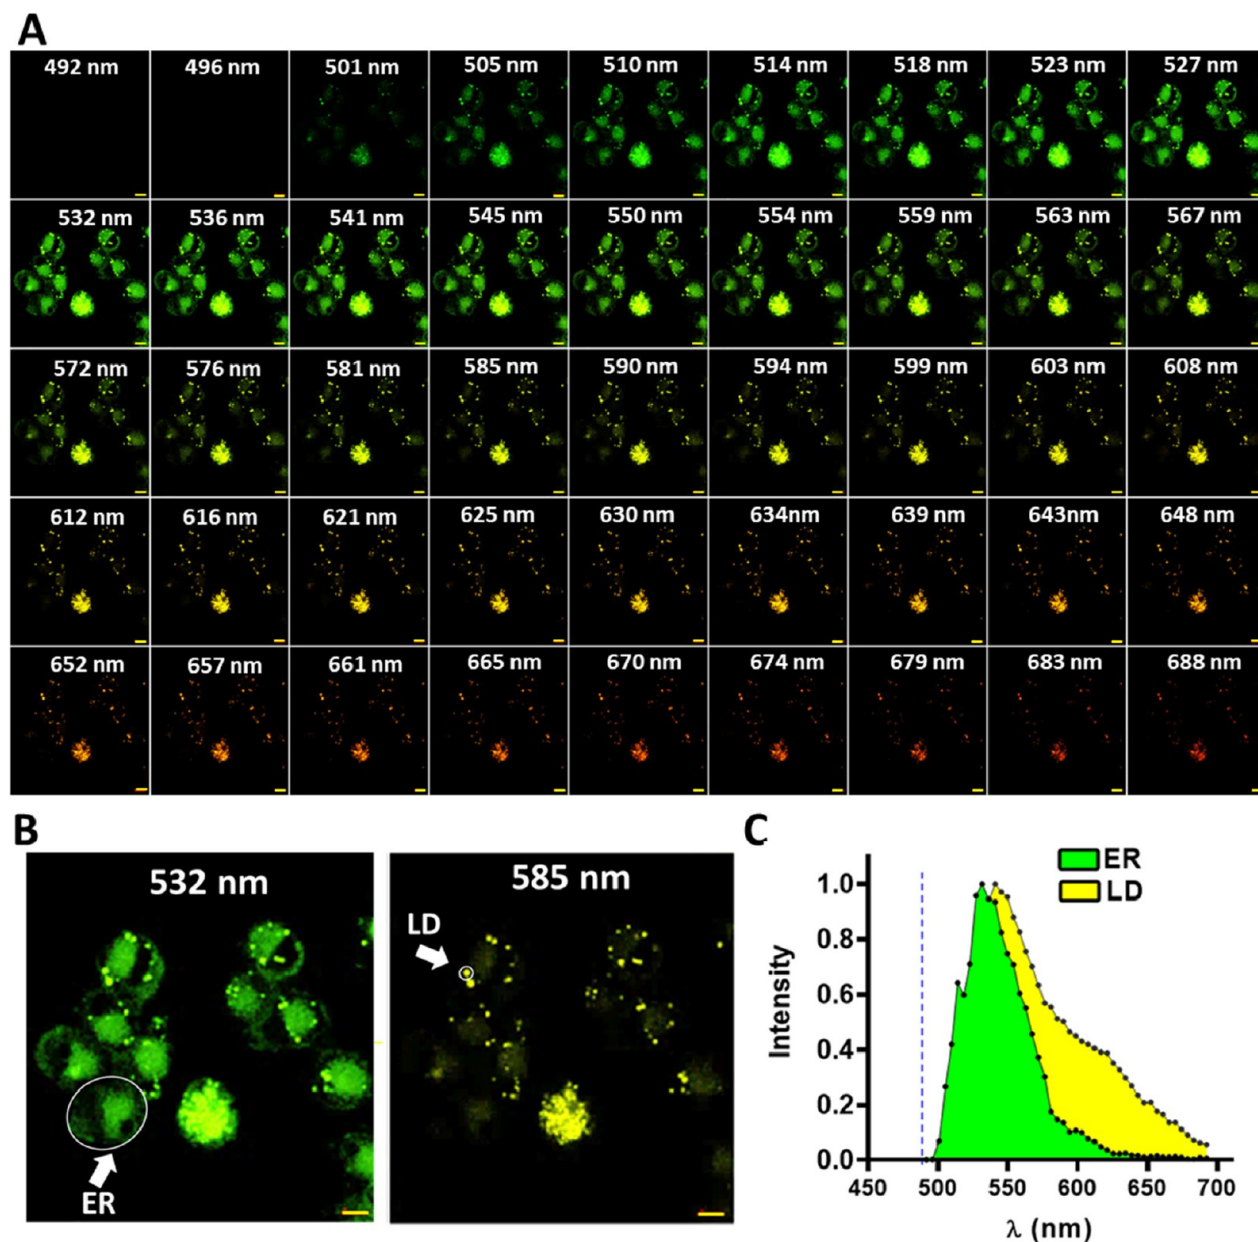 A
492 nm 496 nm 501 nm 505 nm 510 nm 514 nm 518 nm 523 nm 527 nm
532 nm 536 nm 541 nm 545 nm 550 nm 554 nm 559 nm 563 nm 567 nm
572 nm 576 nm 581 nm 585 nm 590 nm 594 nm 599 nm 603 nm 608 nm
612 nm 616 nm 621 nm 625 nm 630 nm 634nm 639 nm 643nm 648 nm
652 nm 657 nm 661 nm 665 nm 670 nm 674 nm 679 nm 683 nm 688 nm
B
532 nm
ER
585 nm
LD
C
ER
LD
Intensity
1.0
0.8
0.6
0.4
0.2
0.0
450 500 550 600 650 700
λ (nm)